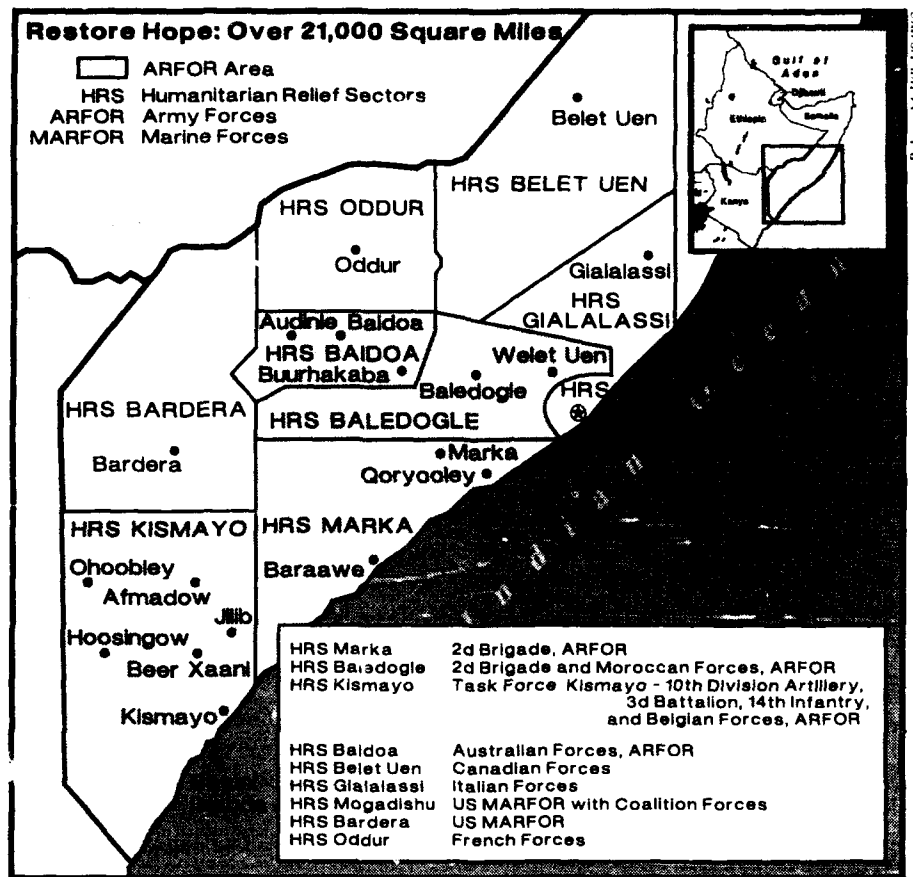 Restore Hope: Over 21,000 Square Miles
ARFOR Area
HRS Humanitarian Relief Sectors
ARFOR Army Forces
MARFOR Marine Forces
Gulf of
Aden
Djibouti
Ethiopia
Somalia
Kenya
Belet Uen
HRS BELET UEN
HRS ODDUR
Oddur
Gialalassi
HRS
GIALALASSI
Audinle Baidoa
HRS BAIDOA
Buurhakaba
Welet Uen
Baledogle
HRS
HRS BARDERA
HRS BALEDOGLE
Bardera
Marka
Qoryooley
HRS KISMAYO
HRS MARKA
Ohoobley
Afmadow
Baraawe
Jilib
Hoosingow
Beer Xaani
Kismayo
Indian Ocean
HRS Marka 2d Brigade, ARFOR
HRS Baledogle 2d Brigade and Moroccan Forces, ARFOR
HRS Kismayo Task Force Kismayo - 10th Division Artillery,
3d Battalion, 14th Infantry,
and Belgian Forces, ARFOR
HRS Baidoa Australian Forces, ARFOR
HRS Belet Uen Canadian Forces
HRS Gialalassi Italian Forces
HRS Mogadishu US MARFOR with Coalition Forces
HRS Bardera US MARFOR
HRS Oddur French Forces